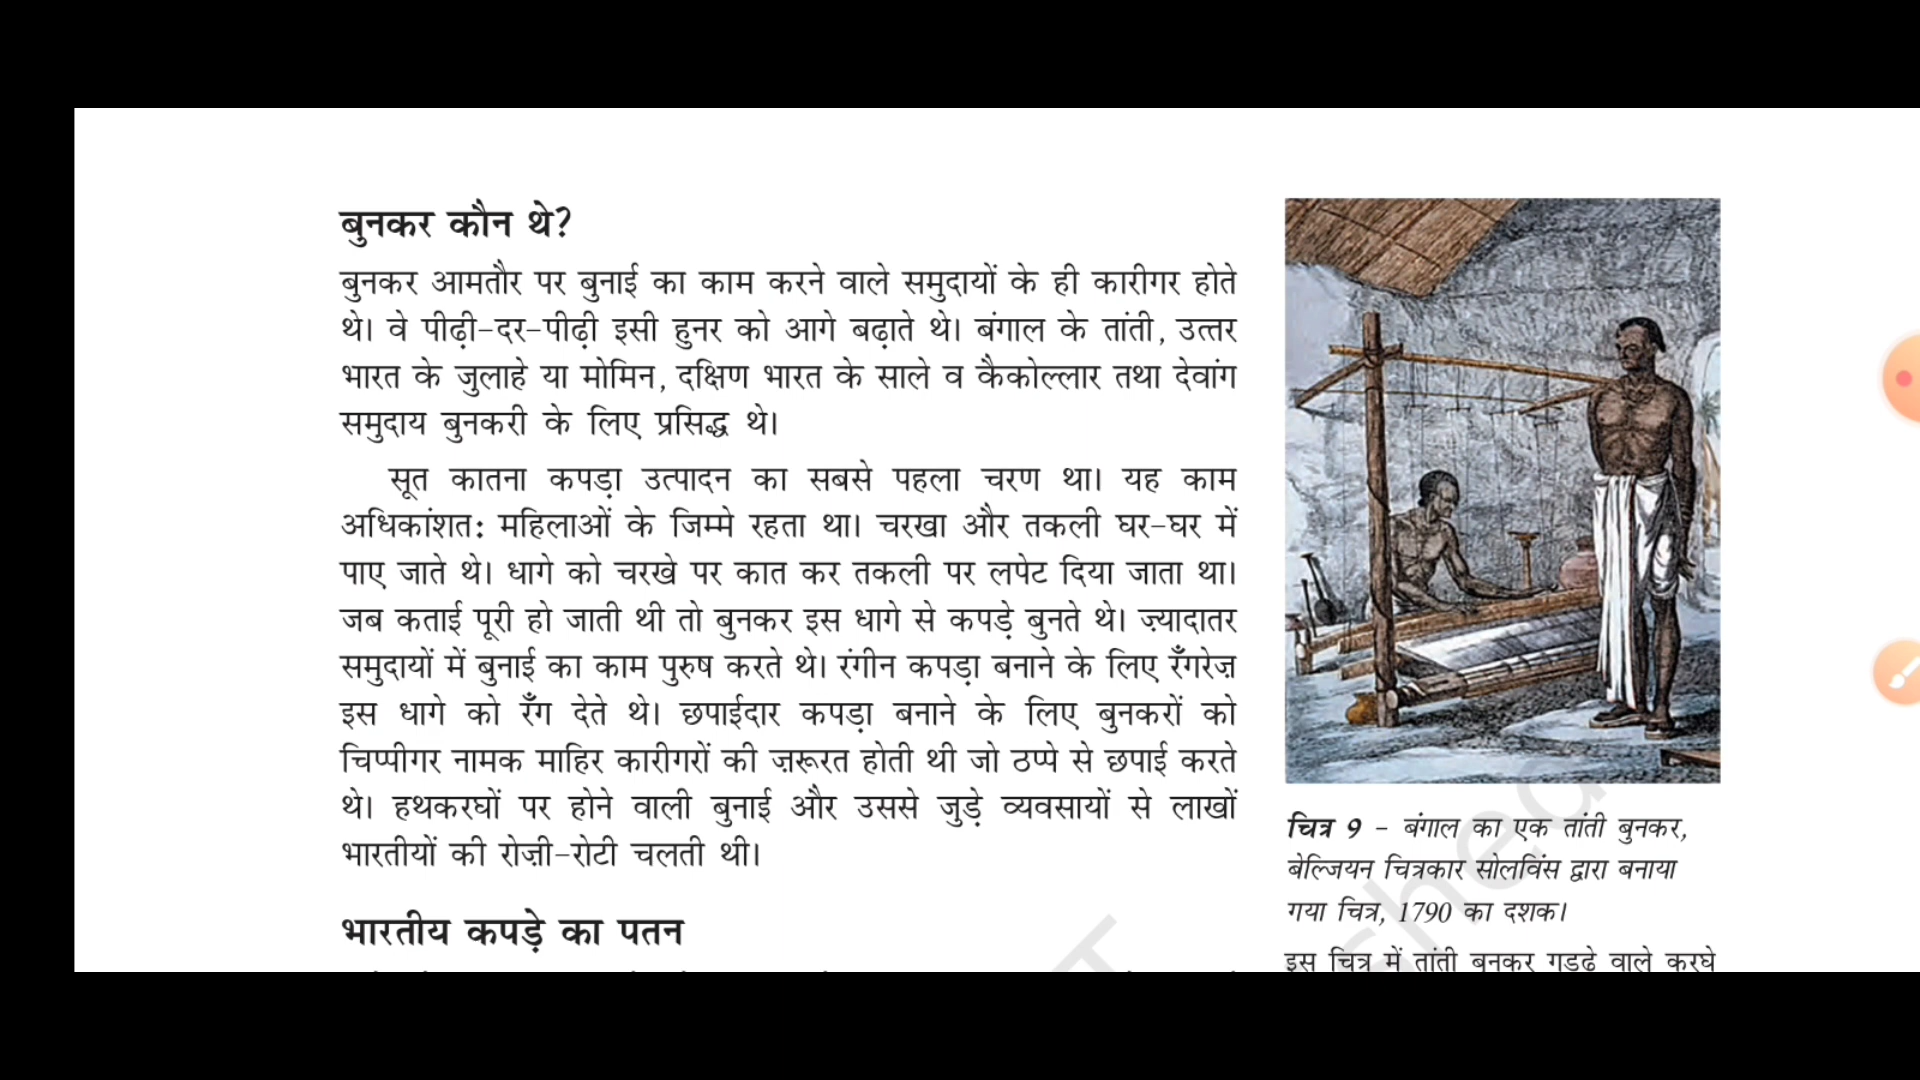 बुनकर कौन थे?
बुनकर आमतौर पर बुनाई का काम करने वाले समुदायों के ही कारीगर होते
थे। वे पीढ़ी-दर-पीढ़ी इसी हुनर को आगे बढ़ाते थे। बंगाल के तांती, उत्तर
भारत के जुलाहे या मोमिन, दक्षिण भारत के साले व कैकोल्लार तथा देवांग
समुदाय बुनकरी के लिए प्रसिद्ध थे।
सूत कातना कपड़ा उत्पादन का सबसे पहला चरण था। यह काम
अधिकांशतः महिलाओं के जिम्मे रहता था। चरखा और तकली घर-घर में
पाए जाते थे। धागे को चरखे पर कात कर तकली पर लपेट दिया जाता था।
जब कताई पूरी हो जाती थी तो बुनकर इस धागे से कपड़े बुनते थे। ज़्यादातर
समुदायों में बुनाई का काम पुरुष करते थे। रंगीन कपड़ा बनाने के लिए रँगरेज़
इस धागे को रँग देते थे। छपाईदार कपड़ा बनाने के लिए बुनकरों को
चिप्पीगर नामक माहिर कारीगरों की ज़रूरत होती थी जो ठप्पे से छपाई करते
थे। हथकरघों पर होने वाली बुनाई और उससे जुड़े व्यवसायों से लाखों
भारतीयों की रोज़ी-रोटी चलती थी।
भारतीय कपड़े का पतन
चित्र 9 - बंगाल का एक तांती बुनकर,
बेल्जियन चित्रकार सोलविंस द्वारा बनाया
गया चित्र, 1790 का दशक।
इस चित्र में तांती बुनकर गड्ढे वाले करघे